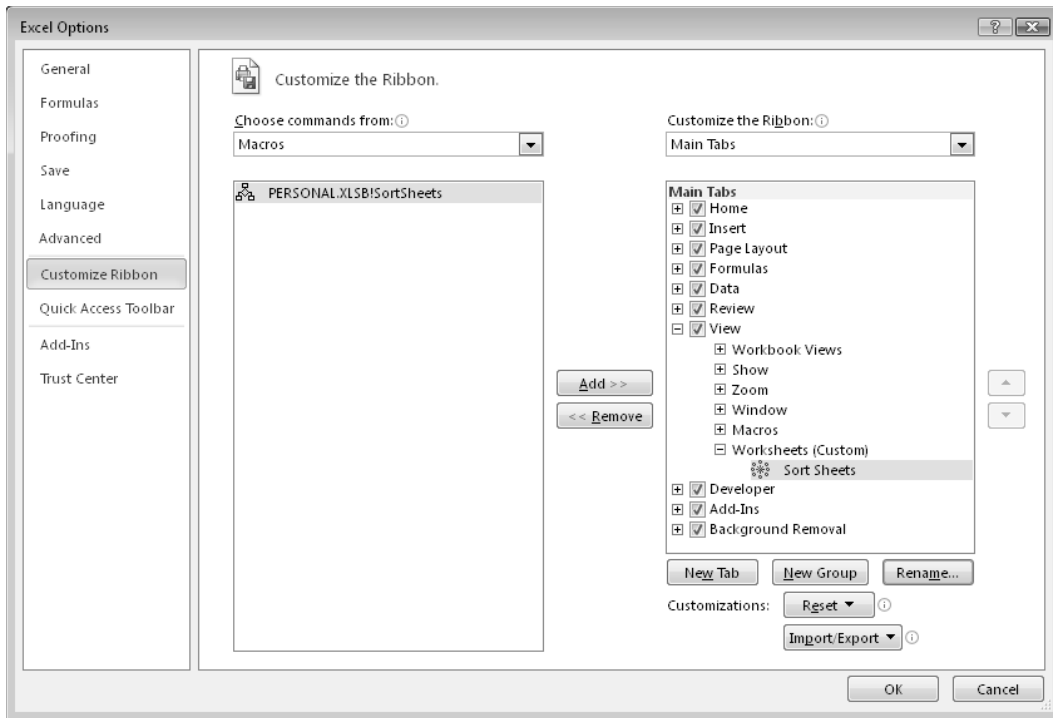 Excel Options
General
Formulas
Proofing
Save
Language
Advanced
Customize Ribbon
Quick Access Toolbar
Add-Ins
Trust Center
Customize the Ribbon.
Choose commands from:
Macros
PERSONAL.XLSB!SortSheets
Add >>
<< Remove
Customize the Ribbon:
Main Tabs
Main Tabs
Home
Insert
Page Layout
Formulas
Data
Review
View
Workbook Views
Show
Zoom
Window
Macros
Worksheets (Custom)
Sort Sheets
Developer
Add-Ins
Background Removal
New Tab
New Group
Rename...
Customizations:
Reset
Import/Export
OK
Cancel